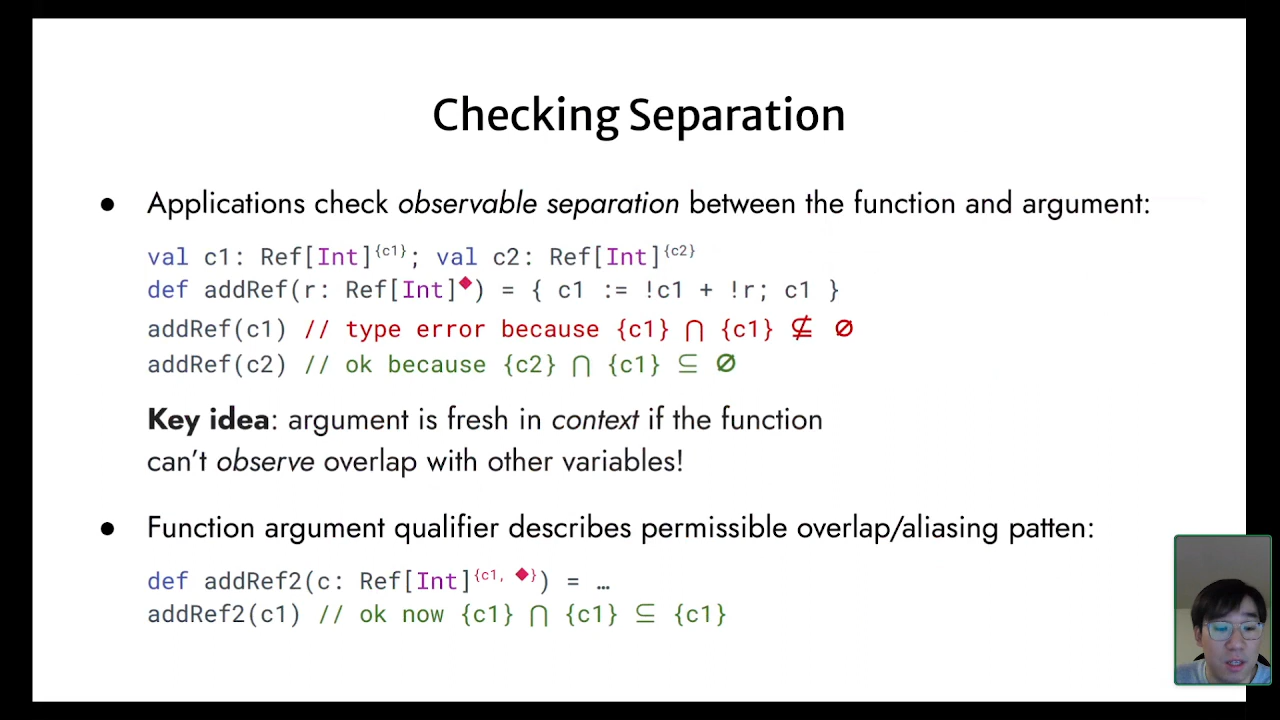 Checking Separation
● Applications check observable separation between the function and argument:
val c1: Ref[Int]{c1}; val c2: Ref[Int]{c2}
def addRef(r: Ref[Int]◆) = { c1 := !c1 + !r; c1 }
addRef(c1) // type error because {c1} ⋂ {c1} ⊈ ∅
addRef(c2) // ok because {c2} ⋂ {c1} ⊆ ∅
Key idea: argument is fresh in context if the function
can’t observe overlap with other variables!
● Function argument qualifier describes permissible overlap/aliasing patten:
def addRef2(c: Ref[Int]{c1, ◆}) = …
addRef2(c1) // ok now {c1} ⋂ {c1} ⊆ {c1}